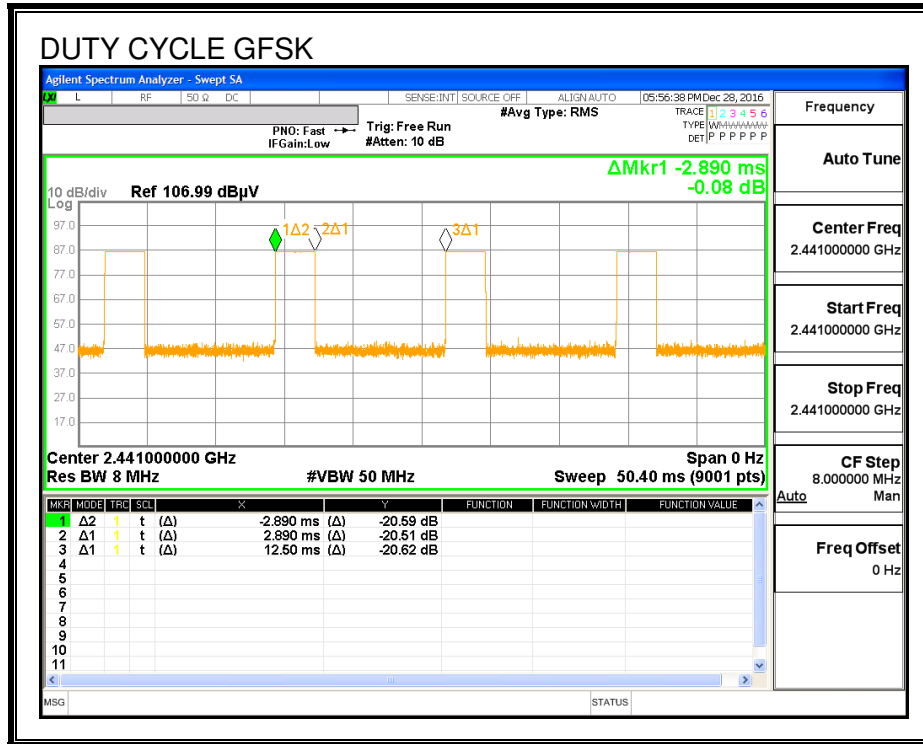 DUTY CYCLE GFSK
Agilent Spectrum Analyzer - Swept SA
LXI L RF 50 Ω DC SENSE:INT SOURCE OFF ALIGN AUTO 05:56:38 PM Dec 28, 2016
#Avg Type: RMS
TRACE 1 2 3 4 5 6
PNO: Fast Trig: Free Run
TYPE WWWWWW
IFGain:Low #Atten: 10 dB
DET P P P P P P
ΔMkr1 -2.890 ms
-0.08 dB
10 dB/div Ref 106.99 dBµV
Log
97.0
87.0
77.0
67.0
57.0
47.0
37.0
27.0
17.0
1Δ2 2Δ1 3Δ1
Center 2.441000000 GHz Span 0 Hz
Res BW 8 MHz #VBW 50 MHz Sweep 50.40 ms (9001 pts)
MKR MODE TRC SCL X Y FUNCTION FUNCTION WIDTH FUNCTION VALUE
1 Δ2 1 t (Δ) -2.890 ms (Δ) -20.59 dB
2 Δ1 1 t (Δ) 2.890 ms (Δ) -20.51 dB
3 Δ1 1 t (Δ) 12.50 ms (Δ) -20.62 dB
4
5
6
7
8
9
10
11
MSG STATUS
Frequency
Auto Tune
Center Freq
2.441000000 GHz
Start Freq
2.441000000 GHz
Stop Freq
2.441000000 GHz
CF Step
8.000000 MHz
Auto Man
Freq Offset
0 Hz